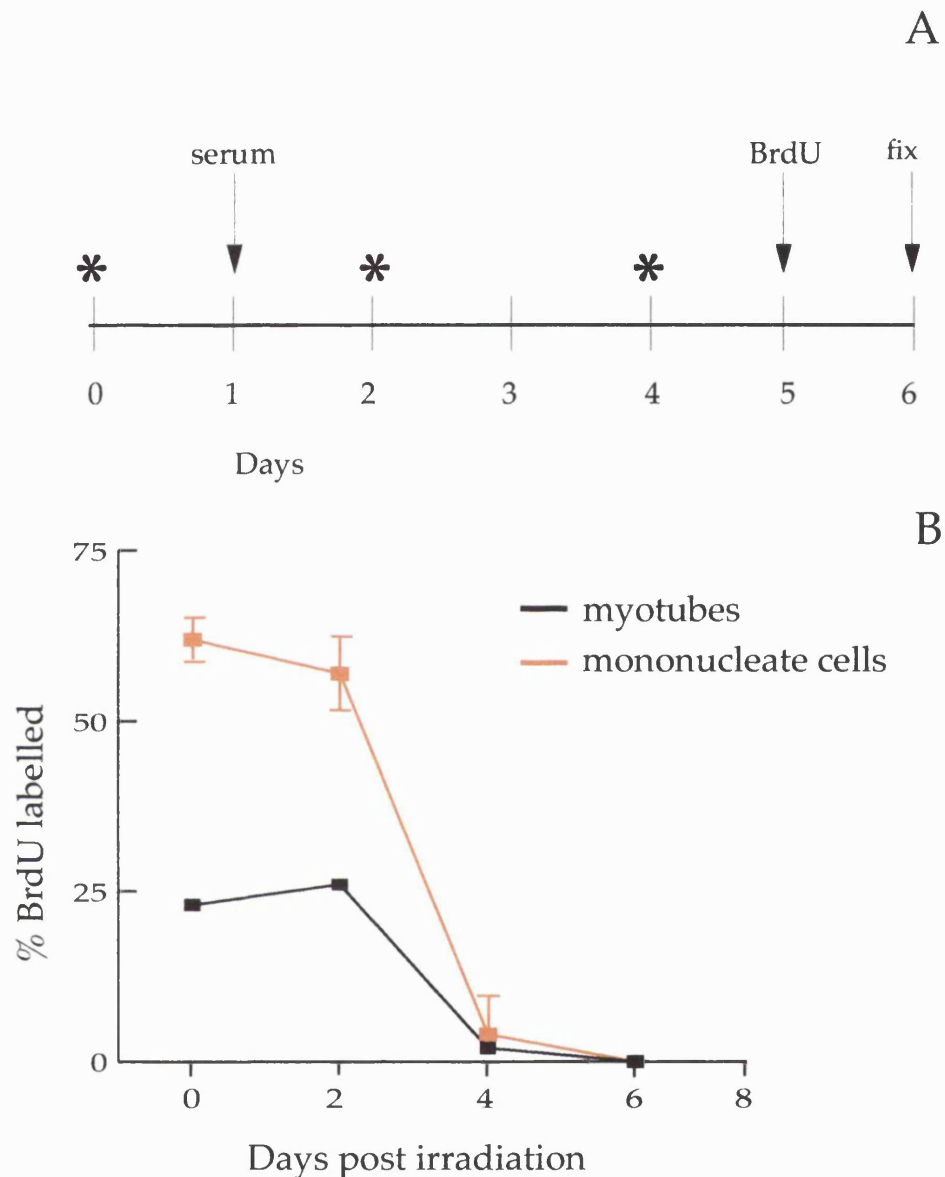 A
serum BrdU fix
* * *
0 1 2 3 4 5 6
Days
B
75
50
25
0
% BrdU labelled
myotubes
mononucleate cells
0 2 4 6 8
Days post irradiation